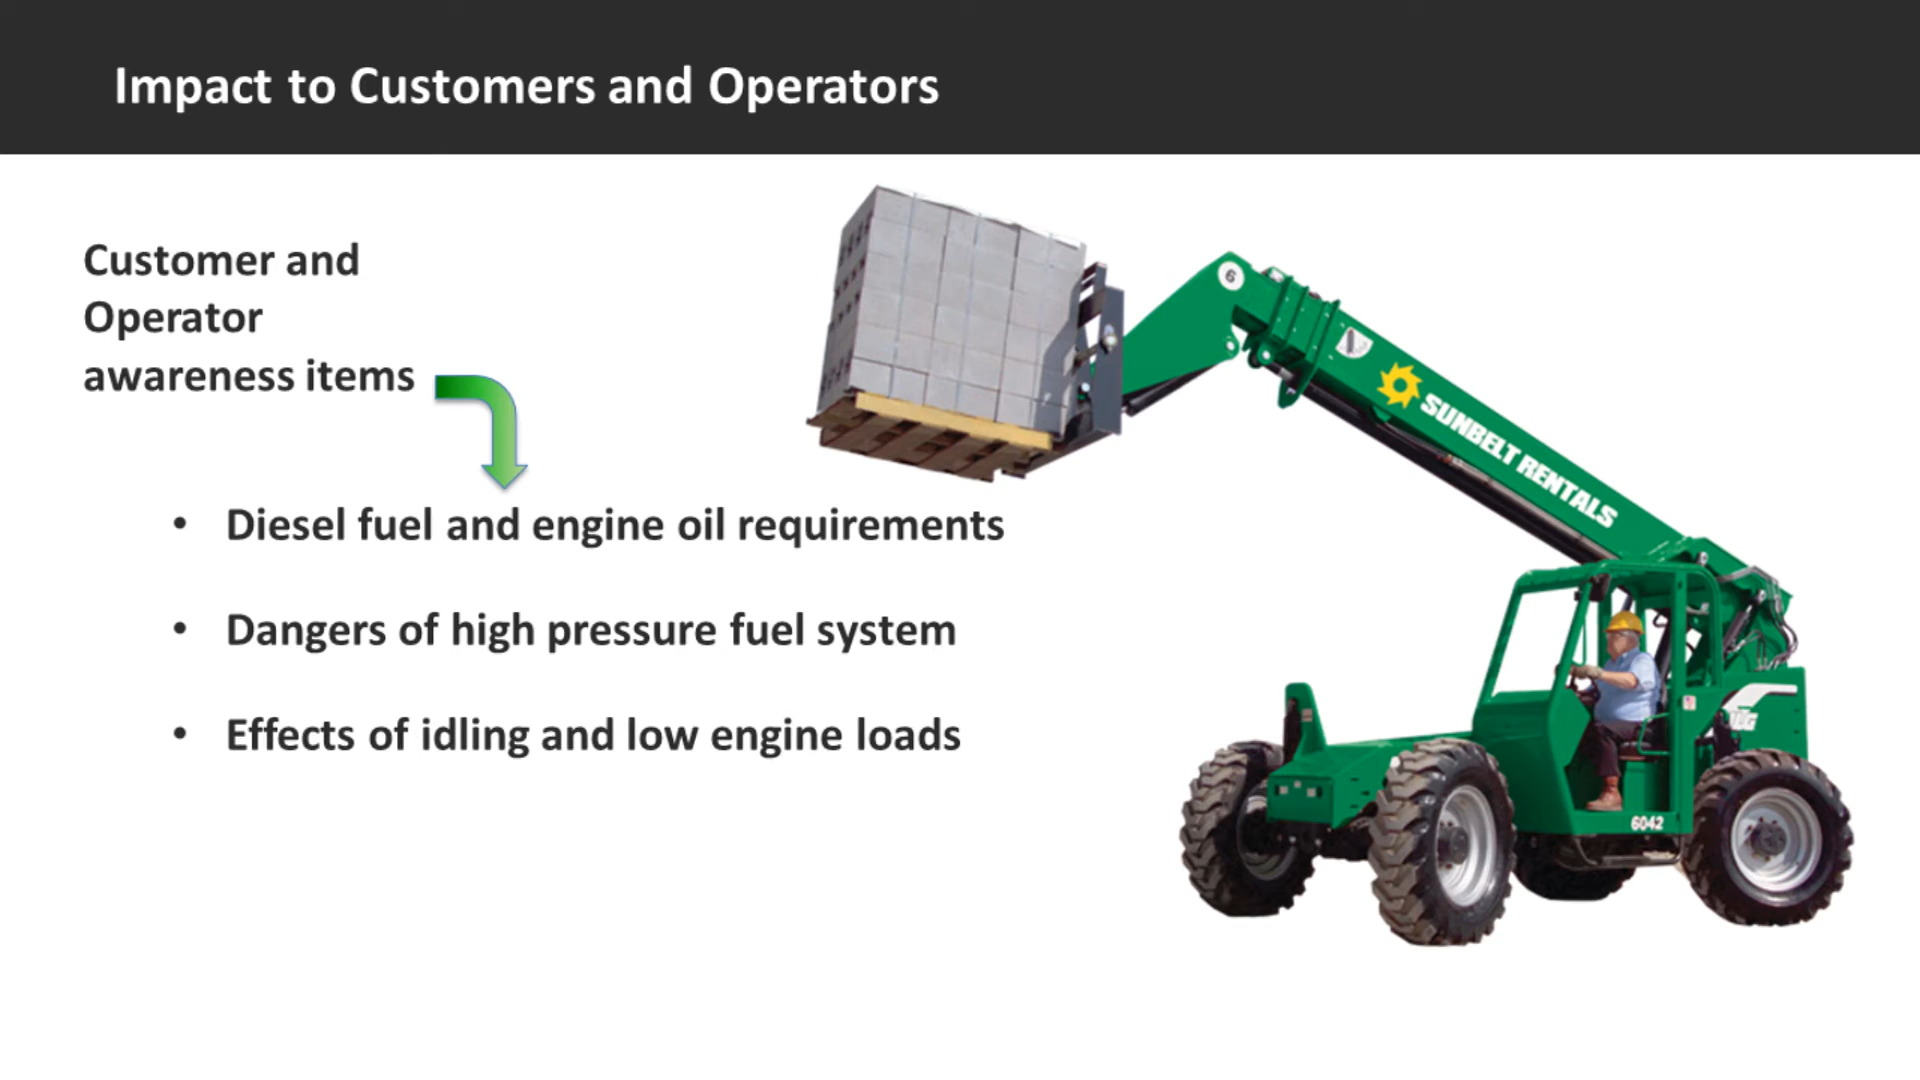 Impact to Customers and Operators
Customer and
Operator
awareness items
• Diesel fuel and engine oil requirements
• Dangers of high pressure fuel system
• Effects of idling and low engine loads
6
SUNBELT RENTALS
6042